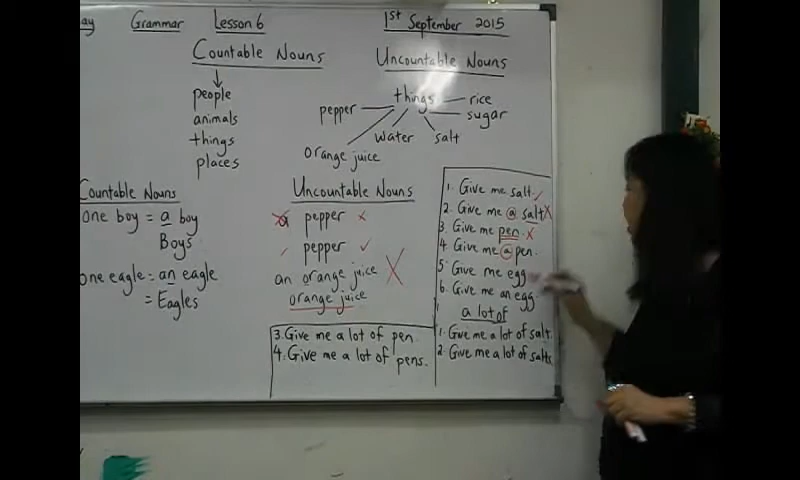 ay Grammar Lesson 6 1st September 2015
Countable Nouns
people
animals
things
places
Uncountable Nouns
things
pepper
orange juice
water
salt
sugar
rice
Countable Nouns
one boy = a boy
Boys
one eagle = an eagle
= Eagles
Uncountable Nouns
a pepper x
✓ pepper ✓
an orange juice X
orange juice
3. Give me a lot of pen.
4. Give me a lot of pens.
1. Give me salt. ✓
2. Give me a salt X
3. Give me pen. X
4 Give me a pen.
5 Give me egg
6. Give me an egg.
a lot of
1. Give me a lot of salt.
2. Give me a lot of salts.